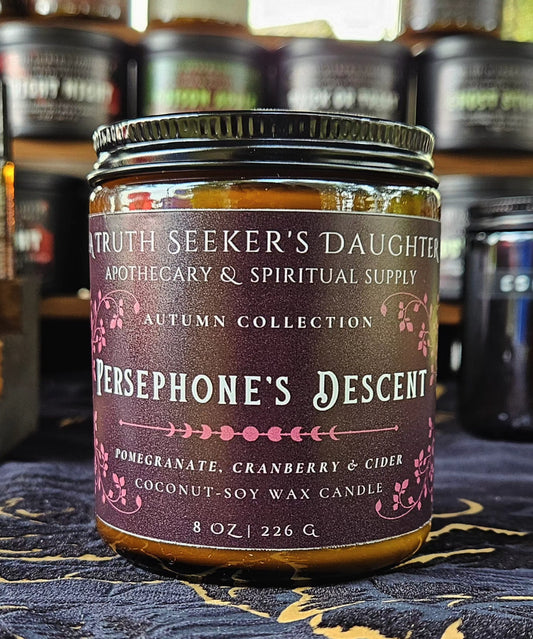 A TRUTH SEEKER'S DAUGHTER
APOTHECARY & SPIRITUAL SUPPLY
AUTUMN COLLECTION
PERSEPHONE'S DESCENT
POMEGRANATE, CRANBERRY & CIDER
COCONUT-SOY WAX CANDLE
8 OZ | 226 G